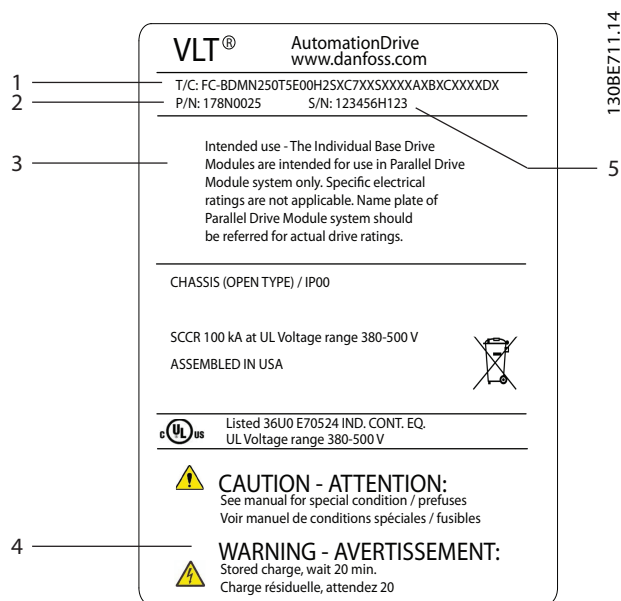 130BE711.14
VLT® AutomationDrive
www.danfoss.com
1
T/C: FC-BDMN250T5E00H2SXC7XXSXXXXAXBXCXXXXDX
2
P/N: 178N0025 S/N: 123456H123
3
Intended use - The Individual Base Drive
Modules are intended for use in Parallel Drive
Module system only. Specific electrical
ratings are not applicable. Name plate of
Parallel Drive Module system should
be referred for actual drive ratings.
5
CHASSIS (OPEN TYPE) / IP00
SCCR 100 kA at UL Voltage range 380-500 V
ASSEMBLED IN USA
c UL us
Listed 36U0 E70524 IND. CONT. EQ.
UL Voltage range 380-500 V
CAUTION - ATTENTION:
See manual for special condition / prefuses
Voir manuel de conditions spéciales / fusibles
4
WARNING - AVERTISSEMENT:
Stored charge, wait 20 min.
Charge résiduelle, attendez 20